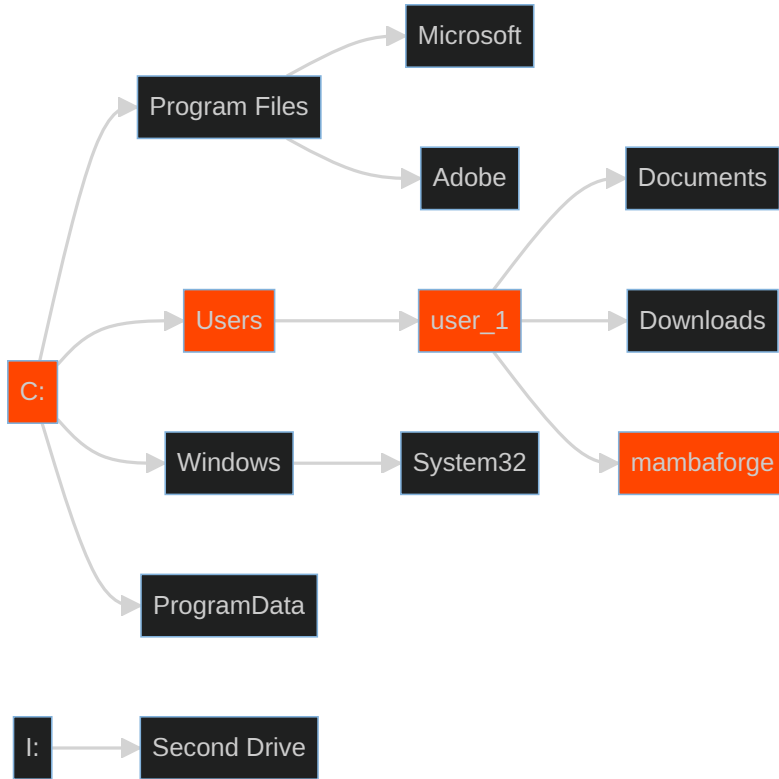 Microsoft
Program Files
Adobe
Documents
Users
user_1
Downloads
C:
Windows
System32
mambaforge
ProgramData
I:
Second Drive